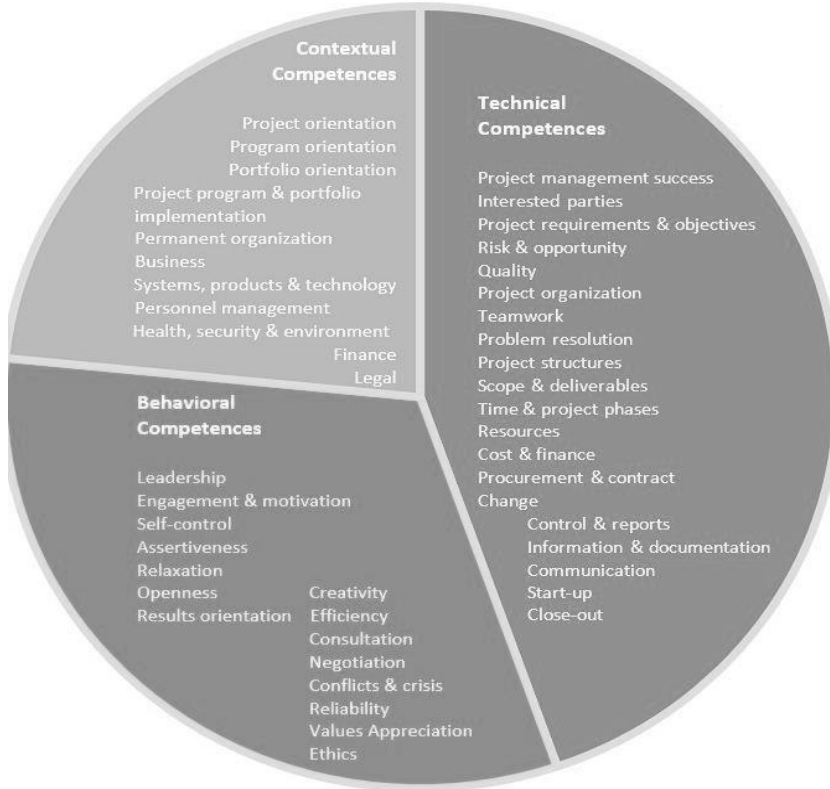 Contextual
Competences
Project orientation
Program orientation
Portfolio orientation
Project program & portfolio
implementation
Permanent organization
Business
Systems, products & technology
Personnel management
Health, security & environment
Finance
Legal
Technical
Competences
Project management success
Interested parties
Project requirements & objectives
Risk & opportunity
Quality
Project organization
Teamwork
Problem resolution
Project structures
Scope & deliverables
Time & project phases
Resources
Cost & finance
Procurement & contract
Change
Control & reports
Information & documentation
Communication
Start-up
Close-out
Behavioral
Competences
Leadership
Engagement & motivation
Self-control
Assertiveness
Relaxation
Openness
Results orientation
Creativity
Efficiency
Consultation
Negotiation
Conflicts & crisis
Reliability
Values Appreciation
Ethics